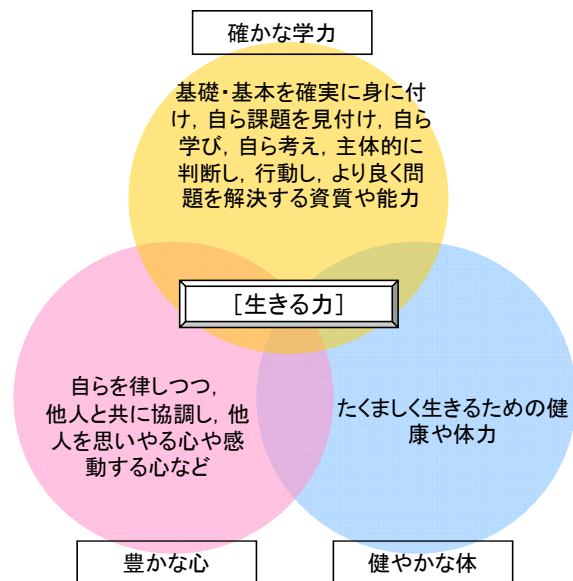 確かな学力
基礎・基本を確実に身に付
け，自ら課題を見付け，自ら
学び，自ら考え，主体的に
判断し，行動し，より良く問
題を解決する資質や能力
［生きる力］
自らを律しつつ，
他人と共に協調し，他
人を思いやる心や感
動する心など
たくましく生きるための健
康や体力
豊かな心
健やかな体